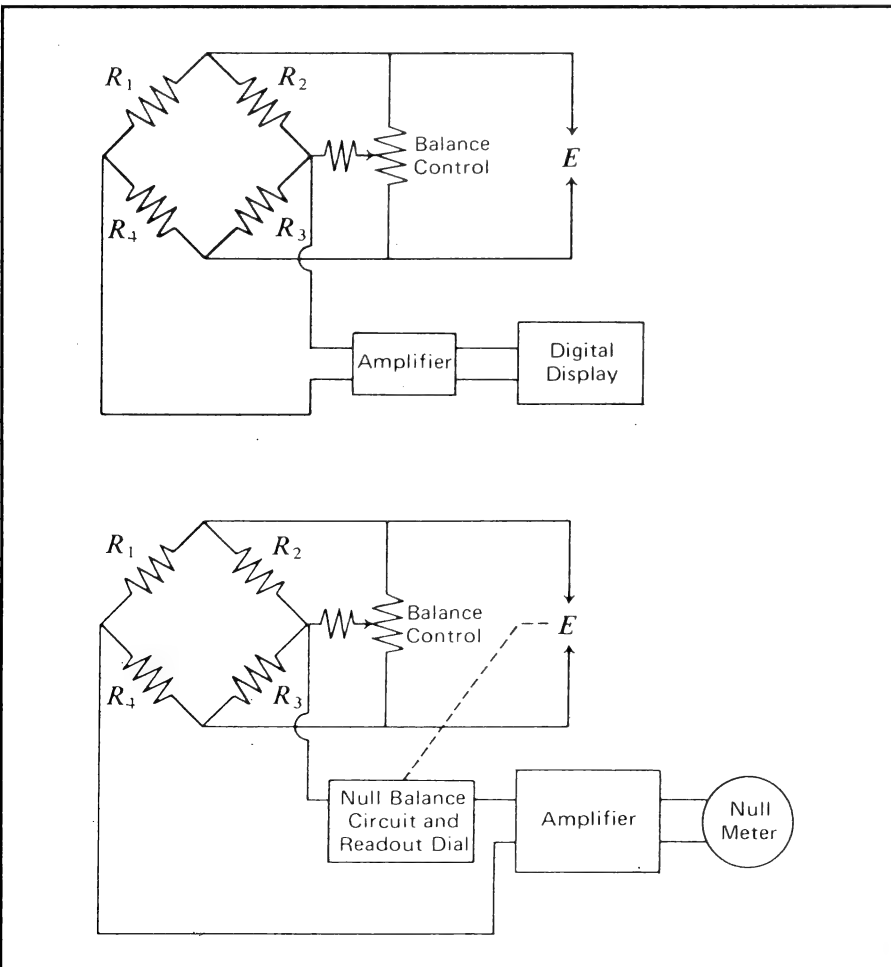 R₁
R₂
Balance
Control
E
R₄
R₃
Amplifier
Digital
Display
R₁
R₂
Balance
Control
E
R₄
R₃
Null Balance
Circuit and
Readout Dial
Amplifier
Null
Meter